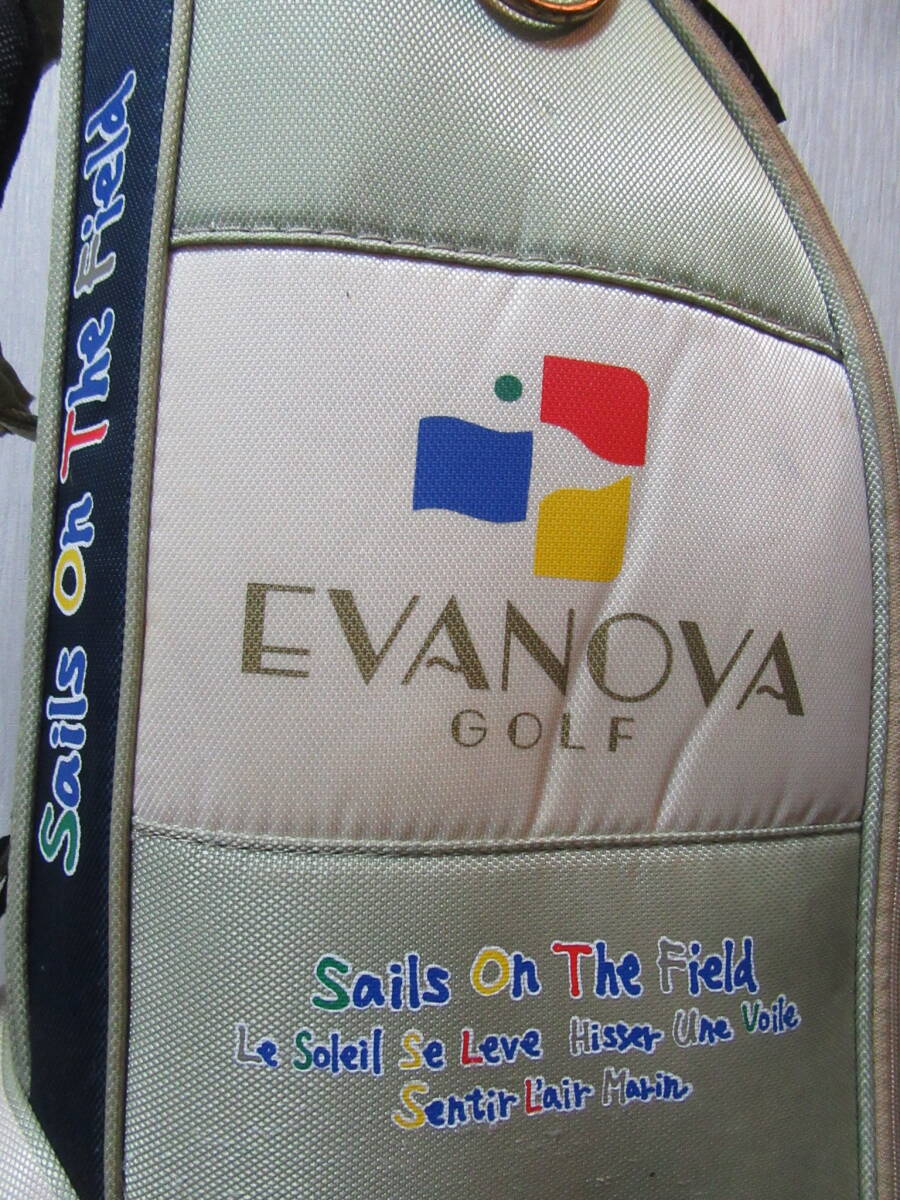 Sails On The Field
EVANOVA
GOLF
Sails On The Field
Le Soleil Se Leve Hisser Une Voile
Sentir L'air Marin